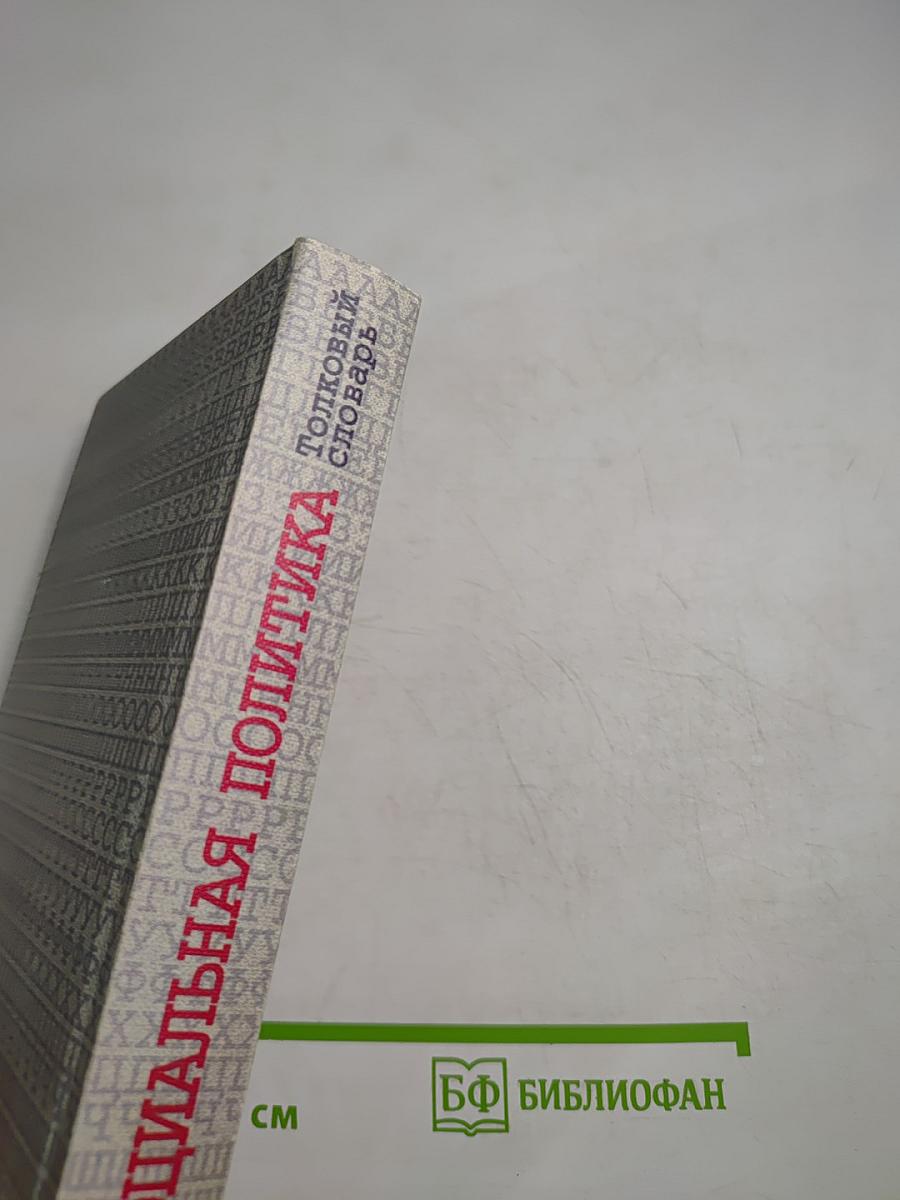 Толковый
словарь
ЦИАЛЬНАЯ ПОЛИТИКА
см
БФ БИБЛИОФАН